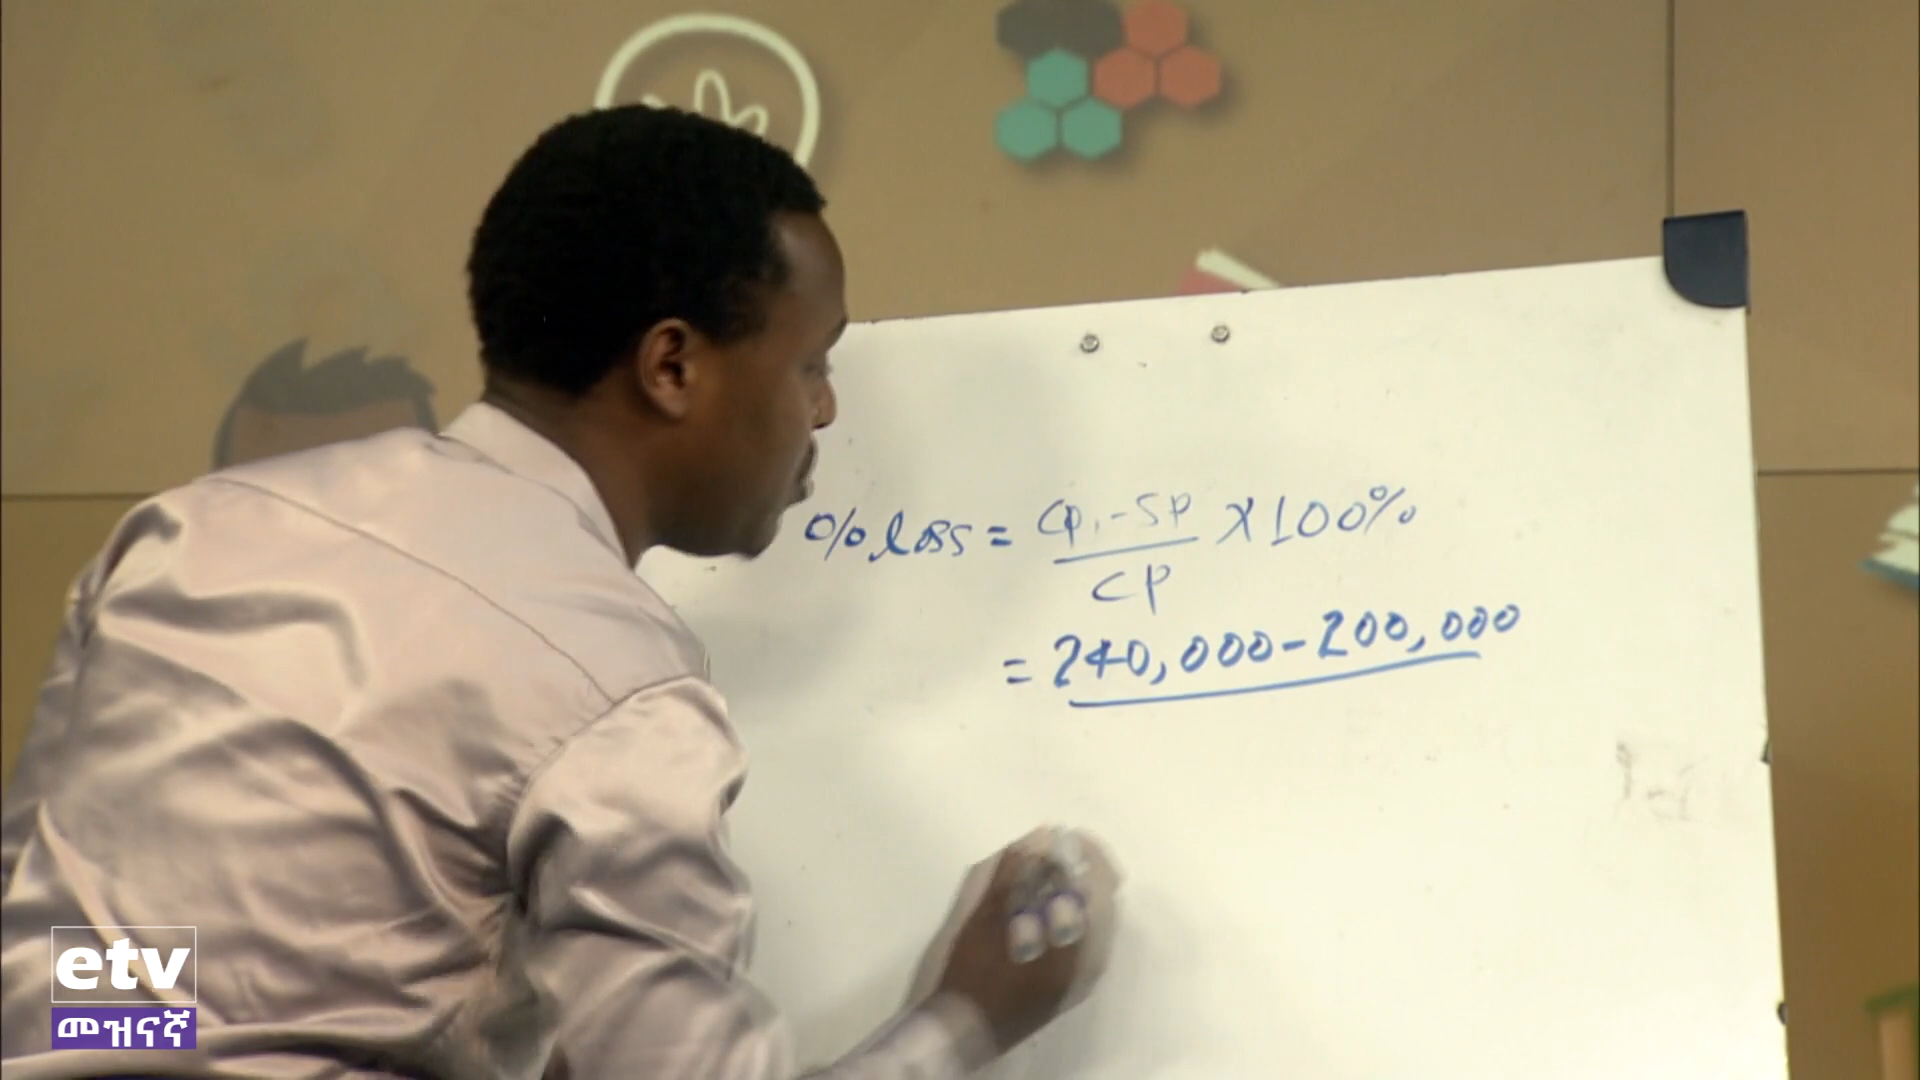 % loss = CP - SP / CP × 100%
= 240,000 - 200,000
etv
መዝናኛ